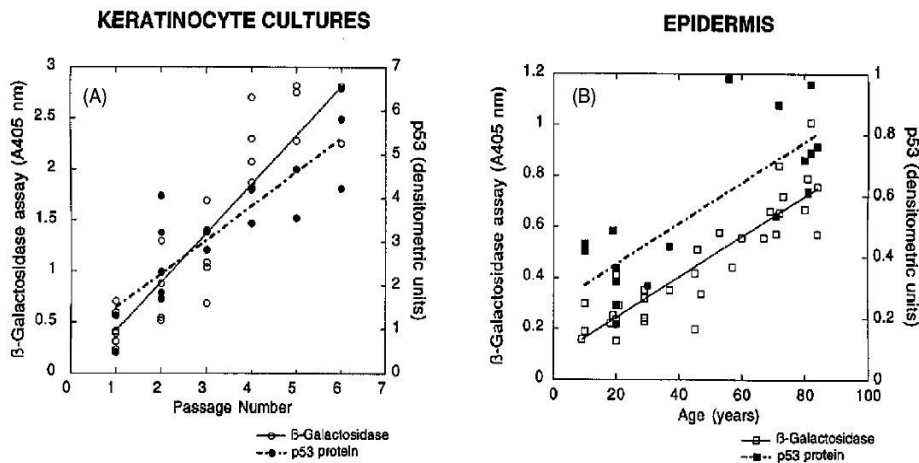 KERATINOCYTE CULTURES
(A)
ß-Galactosidase assay (A405 nm)
3
2.5
2
1.5
1
0.5
0
p53 (densitometric units)
7
6
5
4
3
2
1
0
0 1 2 3 4 5 6 7
Passage Number
ß-Galactosidase
p53 protein
EPIDERMIS
(B)
ß-Galactosidase assay (A405 nm)
1.2
1
0.8
0.6
0.4
0.2
0
p53 (densitometric units)
1
0.8
0.6
0.4
0.2
0
0 20 40 60 80 100
Age (years)
ß-Galactosidase
p53 protein